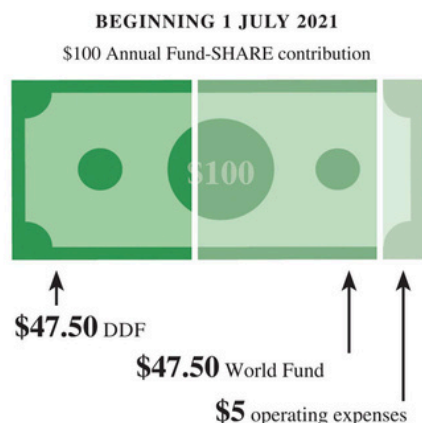 BEGINNING 1 JULY 2021
$100 Annual Fund-SHARE contribution
$100
$47.50 DDF
$47.50 World Fund
$5 operating expenses